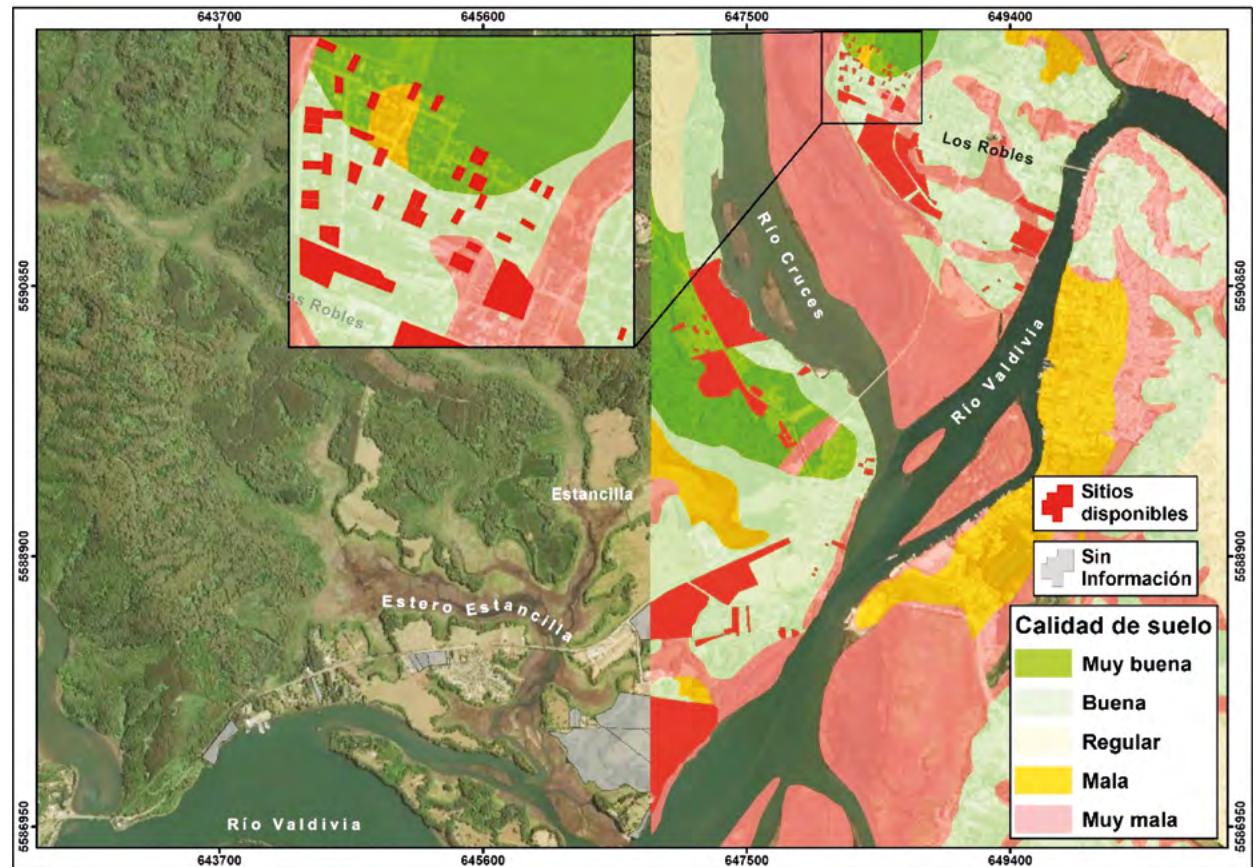 643700
645600
647500
649400
Los Robles
Los Robles
Río Cruces
5590850
5590850
Río Valdivia
Estancilla
Sitios
disponibles
5588900
5588900
Sin
Información
Estero Estancilla
Calidad de suelo
Muy buena
Buena
Regular
Mala
Muy mala
Río Valdivia
5586950
5586950
643700
645600
647500
649400